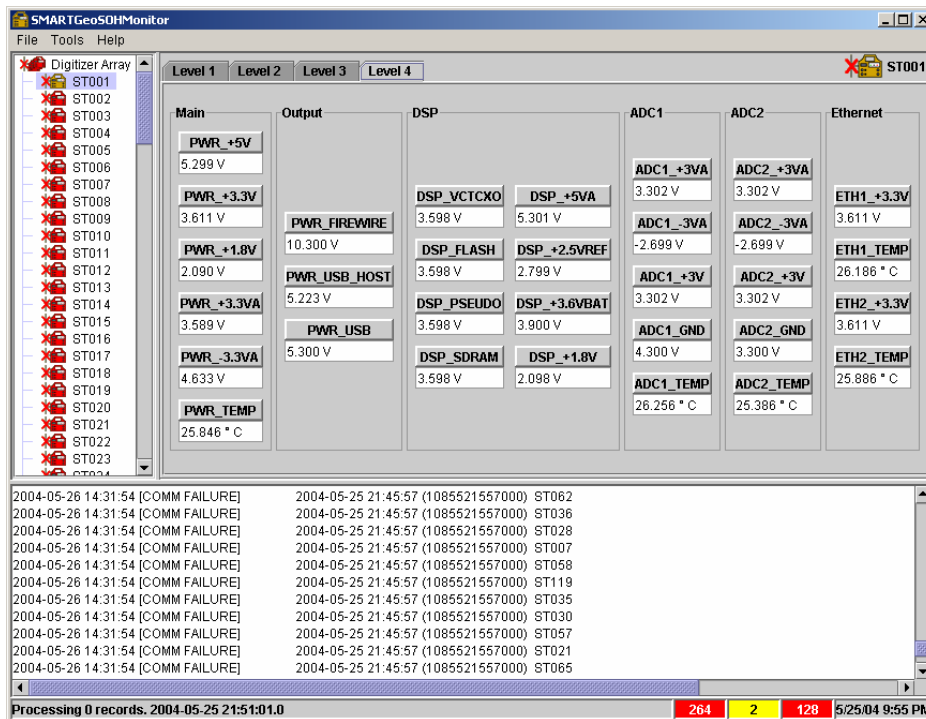 SMARTGeoSOHMonitor
File Tools Help
Digitizer Array
ST001
ST002
ST003
ST004
ST005
ST006
ST007
ST008
ST009
ST010
ST011
ST012
ST013
ST014
ST015
ST016
ST017
ST018
ST019
ST020
ST021
ST022
ST023
ST024
Level 1 Level 2 Level 3 Level 4
ST001
Main
PWR_+5V
5.299 V
PWR_+3.3V
3.611 V
PWR_+1.8V
2.090 V
PWR_+3.3VA
3.589 V
PWR_-3.3VA
4.633 V
PWR_TEMP
25.846 ° C
Output
PWR_FIREWIRE
10.300 V
PWR_USB_HOST
5.223 V
PWR_USB
5.300 V
DSP
DSP_VCTCXO
3.598 V
DSP_FLASH
3.598 V
DSP_PSEUDO
3.598 V
DSP_SDRAM
3.598 V
DSP_+5VA
5.301 V
DSP_+2.5VREF
2.799 V
DSP_+3.6VBAT
3.900 V
DSP_+1.8V
2.098 V
ADC1
ADC1_+3VA
3.302 V
ADC1_-3VA
-2.699 V
ADC1_+3V
3.302 V
ADC1_GND
4.300 V
ADC1_TEMP
26.256 ° C
ADC2
ADC2_+3VA
3.302 V
ADC2_-3VA
-2.699 V
ADC2_+3V
3.302 V
ADC2_GND
3.300 V
ADC2_TEMP
25.386 ° C
Ethernet
ETH1_+3.3V
3.611 V
ETH1_TEMP
26.186 ° C
ETH2_+3.3V
3.611 V
ETH2_TEMP
25.886 ° C
2004-05-26 14:31:54 [COMM FAILURE] 2004-05-25 21:45:57 (1085521557000) ST062
2004-05-26 14:31:54 [COMM FAILURE] 2004-05-25 21:45:57 (1085521557000) ST036
2004-05-26 14:31:54 [COMM FAILURE] 2004-05-25 21:45:57 (1085521557000) ST028
2004-05-26 14:31:54 [COMM FAILURE] 2004-05-25 21:45:57 (1085521557000) ST007
2004-05-26 14:31:54 [COMM FAILURE] 2004-05-25 21:45:57 (1085521557000) ST058
2004-05-26 14:31:54 [COMM FAILURE] 2004-05-25 21:45:57 (1085521557000) ST119
2004-05-26 14:31:54 [COMM FAILURE] 2004-05-25 21:45:57 (1085521557000) ST035
2004-05-26 14:31:54 [COMM FAILURE] 2004-05-25 21:45:57 (1085521557000) ST030
2004-05-26 14:31:54 [COMM FAILURE] 2004-05-25 21:45:57 (1085521557000) ST057
2004-05-26 14:31:54 [COMM FAILURE] 2004-05-25 21:45:57 (1085521557000) ST021
2004-05-26 14:31:54 [COMM FAILURE] 2004-05-25 21:45:57 (1085521557000) ST065
Processing 0 records. 2004-05-25 21:51:01.0 264 2 128 5/25/04 9:55 PM